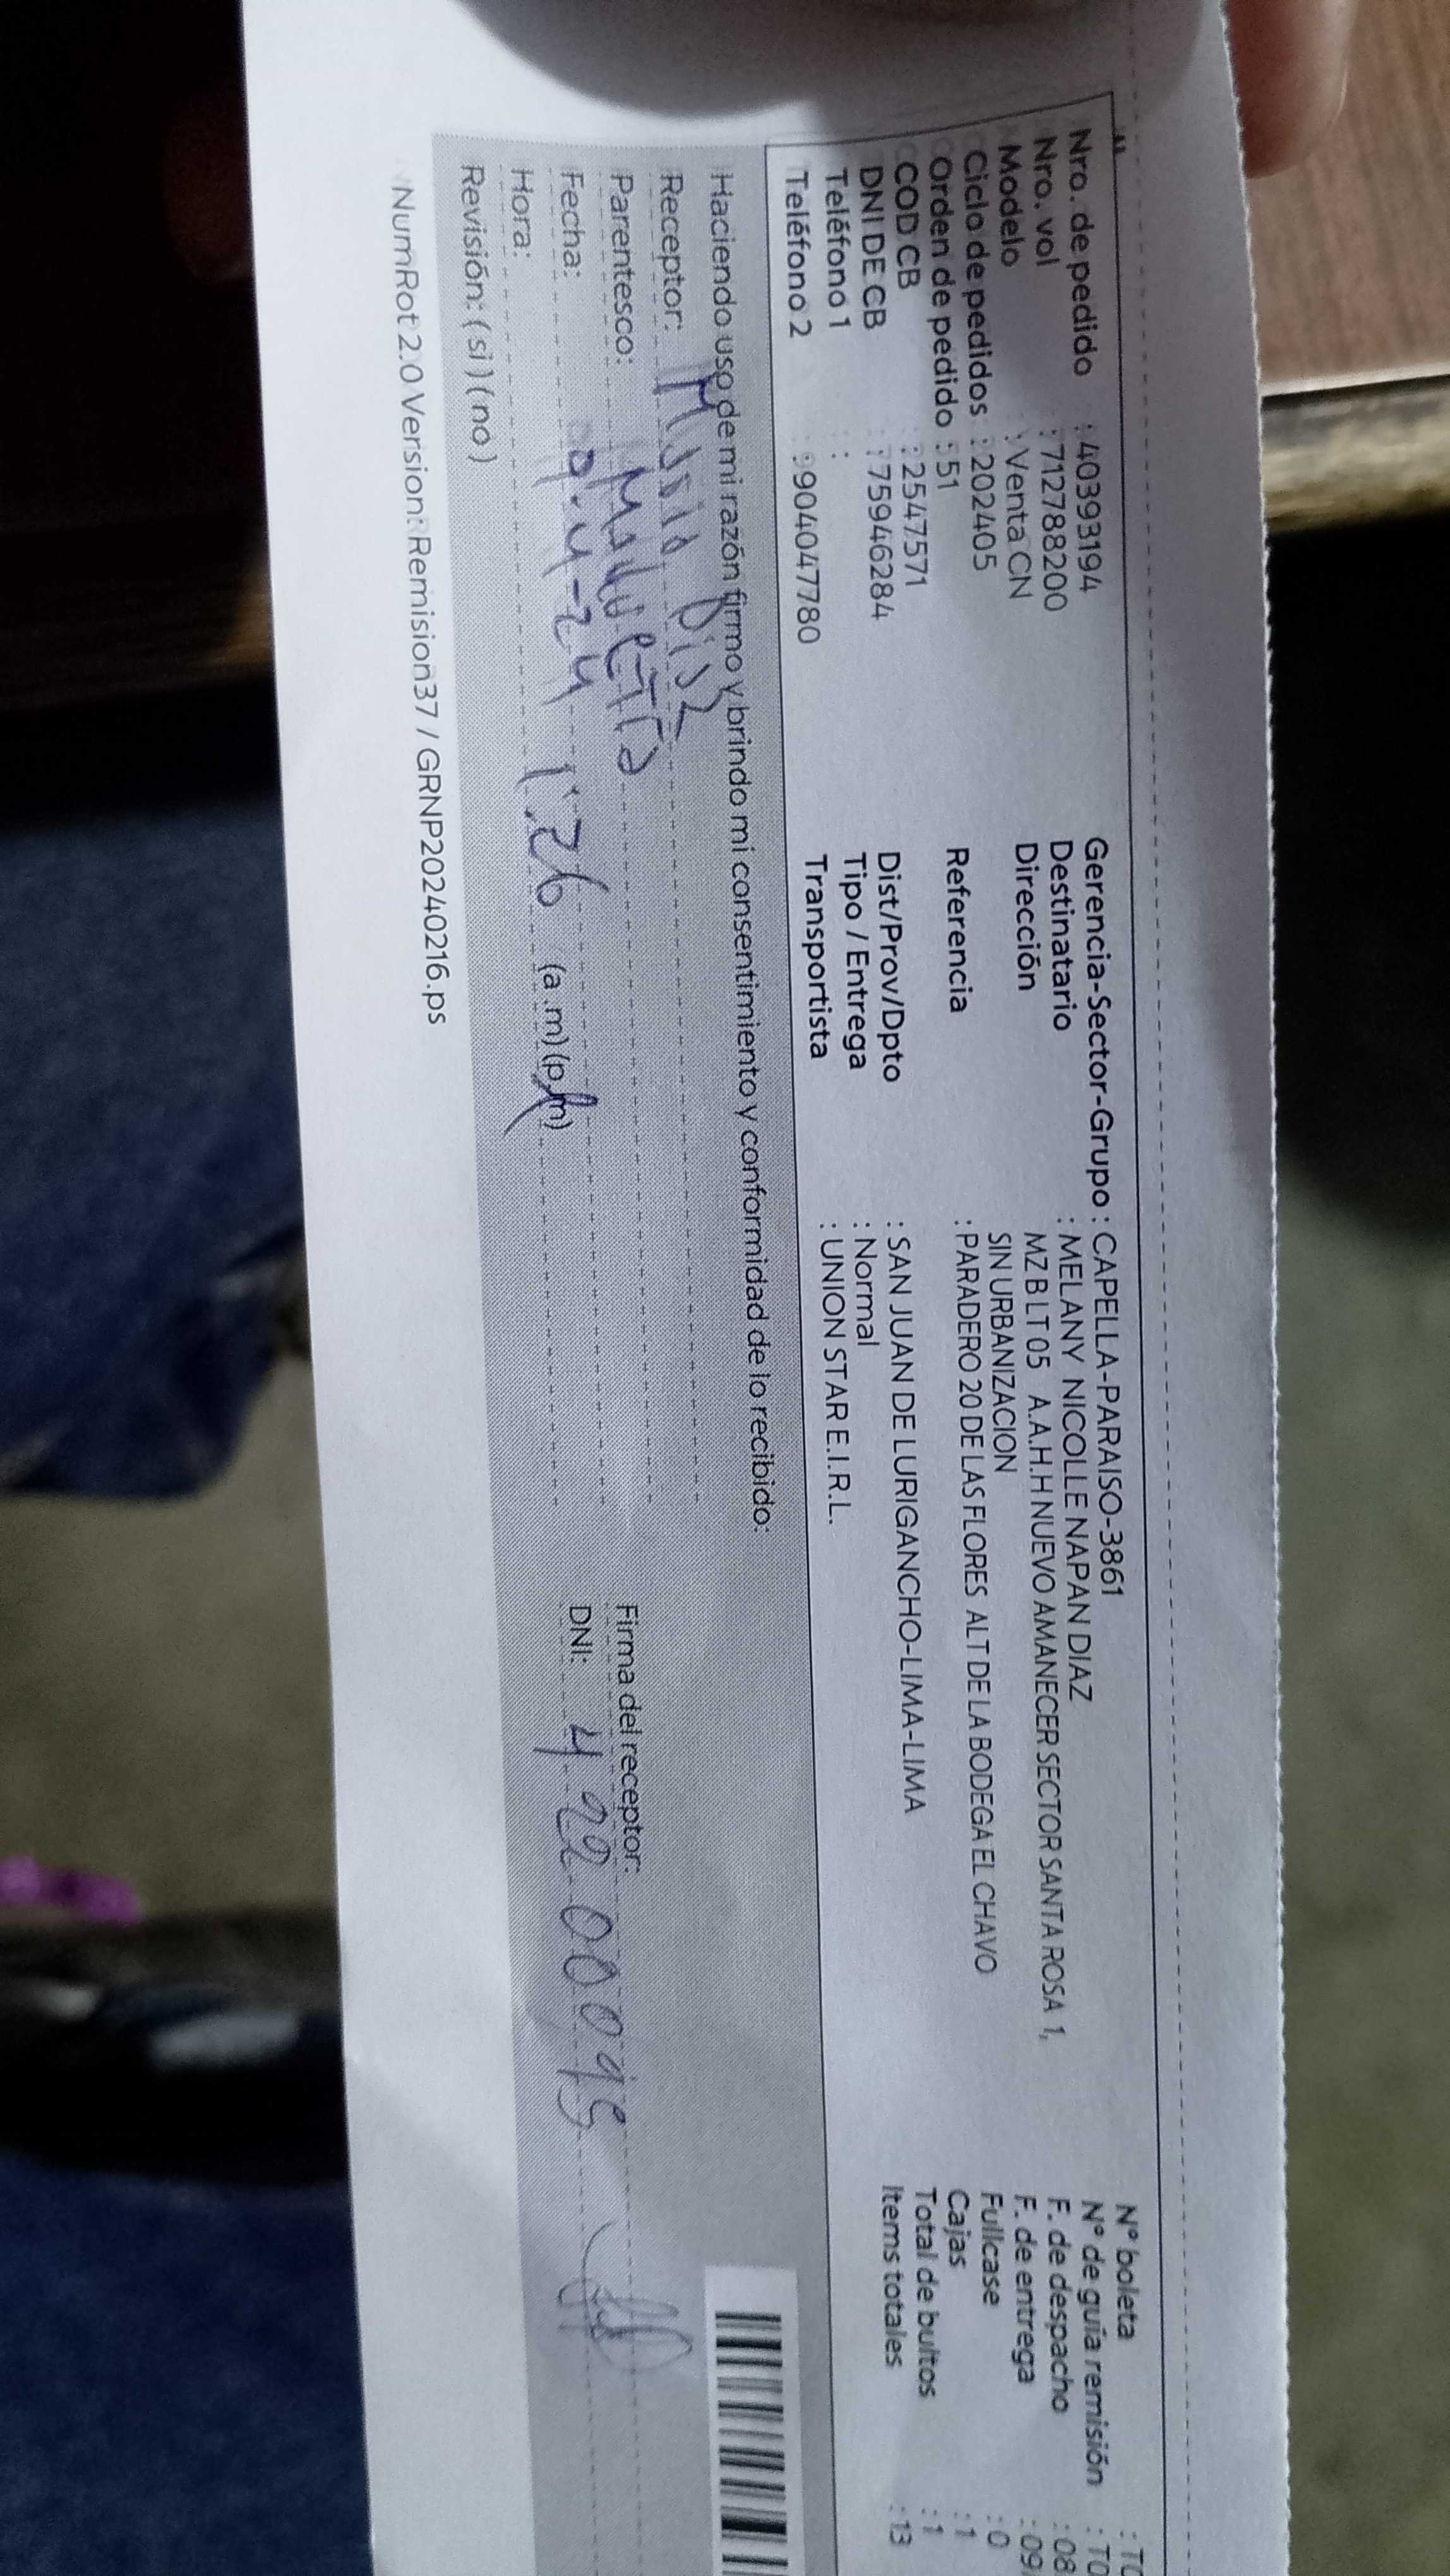 Nro. de pedido : 40393194
Nro. vol : 712788200
Modelo : Venta CN
Ciclo de pedidos : 202405
Orden de pedido : 51
COD CB : 2547571
DNI DE CB : 75946284
Teléfono 1 :
Teléfono 2 : 904047780
Gerencia-Sector-Grupo : CAPELLA-PARAISO-3861
Destinatario : MELANY NICOLLE NAPAN DIAZ
Dirección MZ B LT 05 A.A.H.H NUEVO AMANECER SECTOR SANTA ROSA 1,
SIN URBANIZACION
Referencia : PARADERO 20 DE LAS FLORES ALT DE LA BODEGA EL CHAVO
Dist/Prov/Dpto : SAN JUAN DE LURIGANCHO-LIMA-LIMA
Tipo / Entrega : Normal
Transportista : UNION STAR E.I.R.L.
N° boleta
N° de guía remisión
F. de despacho : 08
F. de entrega : 09
Fullcase : 0
Cajas : 1
Total de bultos : 1
Items totales : 13
Haciendo uso de mi razón firmo y brindo mi consentimiento y conformidad de lo recibido:
Receptor:
Parentesco:
Fecha: 9-4-24
Hora: 1:26 (a.m) (p.m)
Revisión: (si) (no)
Firma del receptor:
DNI:
NumRot 2.0 Version: Remision37 / GRNP20240216.ps